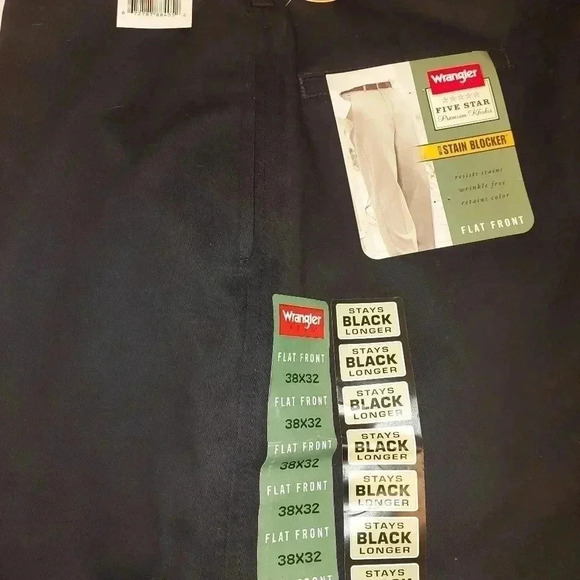 Wrangler
FIVE STAR
Premium Khakis
STAIN BLOCKER
resists stains
wrinkle free
retains color
FLAT FRONT
Wrangler
FLAT FRONT
38X32
FLAT FRONT
38X32
FLAT FRONT
38X32
FLAT FRONT
38X32
FLAT FRONT
38X32
FLAT FRONT
STAYS
BLACK
LONGER
STAYS
BLACK
LONGER
STAYS
BLACK
LONGER
STAYS
BLACK
LONGER
STAYS
BLACK
LONGER
STAYS
BLACK
LONGER
STAYS